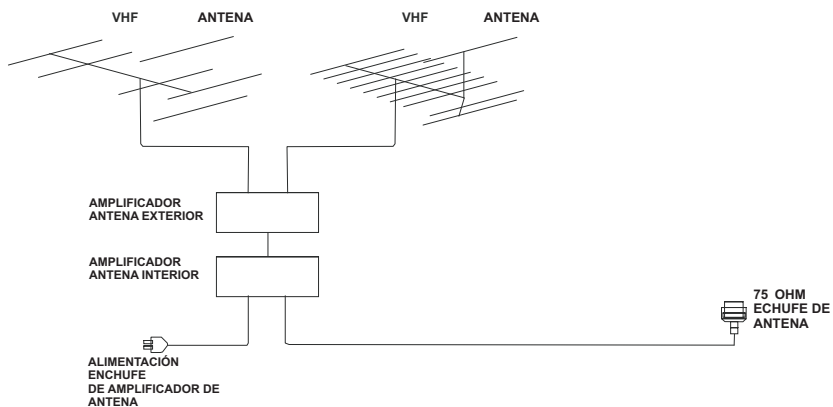 VHF ANTENA
VHF ANTENA
AMPLIFICADOR
ANTENA EXTERIOR
AMPLIFICADOR
ANTENA INTERIOR
75 OHM
ECHUFE DE
ANTENA
ALIMENTACIÓN
ENCHUFE
DE AMPLIFICADOR DE
ANTENA